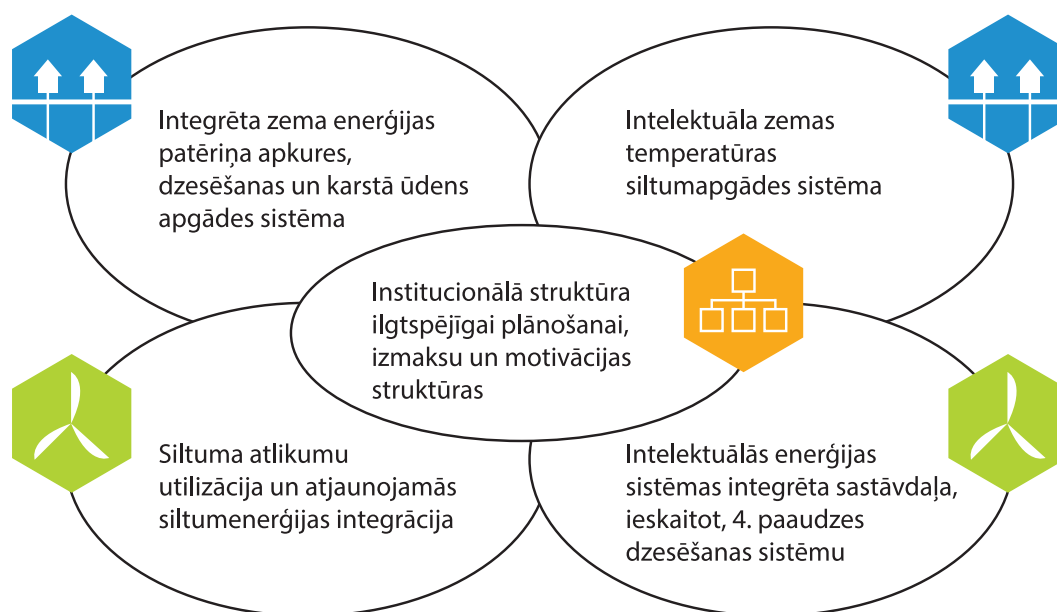 Integrēta zema enerģijas
patēriņa apkures,
dzesēšanas un karstā ūdens
apgādes sistēma
Intelektuāla zemas
temperatūras
siltumapgādes sistēma
Institucionālā struktūra
ilgtspējīgai plānošanai,
izmaksu un motivācijas
struktūras
Siltuma atlikumu
utilizācija un atjaunojamās
siltumenerģijas integrācija
Intelektuālās enerģijas
sistēmas integrēta sastāvdaļa,
ieskaitot, 4. paaudzes
dzesēšanas sistēmu